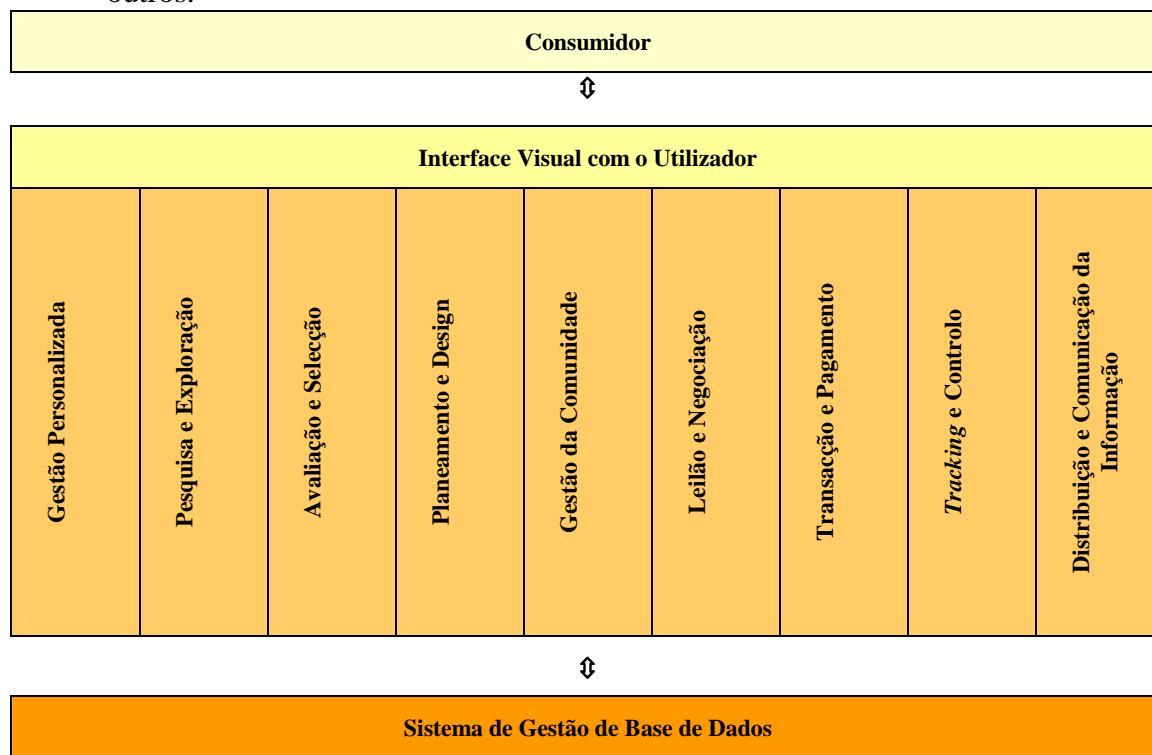 outros.
Consumidor
⇕
Interface Visual com o Utilizador
Gestão Personalizada
Pesquisa e Exploração
Avaliação e Selecção
Planeamento e Design
Gestão da Comunidade
Leilão e Negociação
Transacção e Pagamento
Tracking e Controlo
Distribuição e Comunicação da
Informação
⇕
Sistema de Gestão de Base de Dados